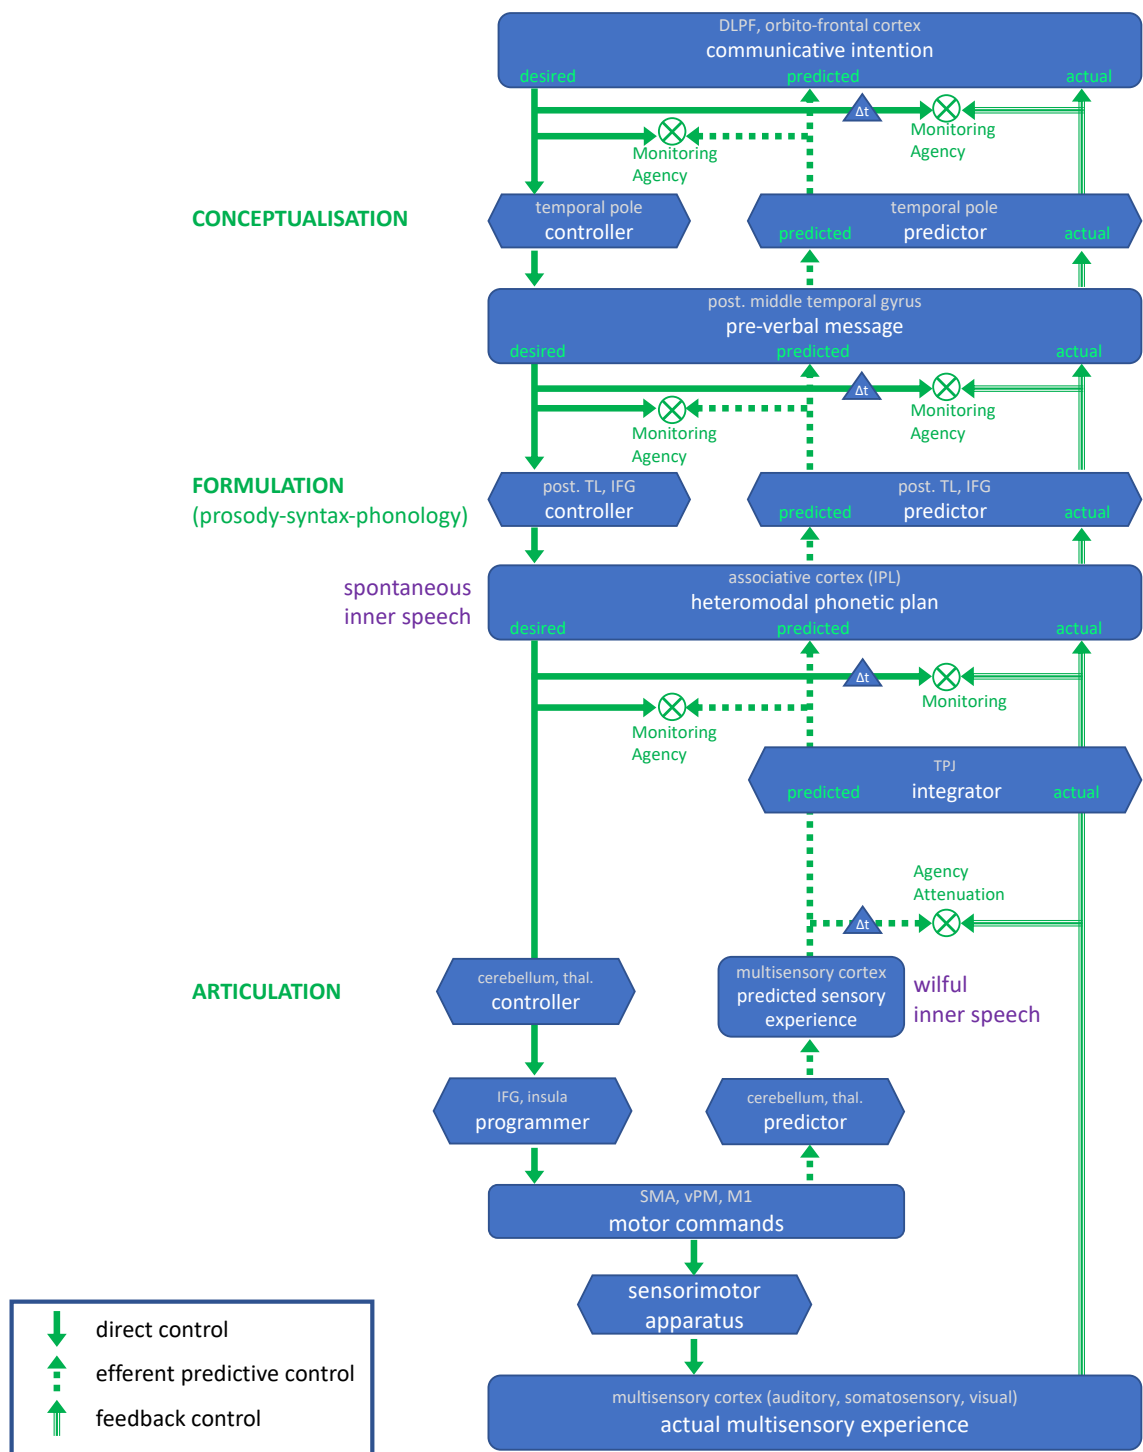 DLPF, orbito-frontal cortex
communicative intention
desired predicted actual
Δt
Monitoring Agency
Monitoring Agency
CONCEPTUALISATION
temporal pole
controller
temporal pole
predictor
predicted actual
post. middle temporal gyrus
pre-verbal message
desired predicted actual
Δt
Monitoring Agency
Monitoring Agency
FORMULATION
(prosody-syntax-phonology)
post. TL, IFG
controller
post. TL, IFG
predictor
predicted actual
spontaneous
inner speech
associative cortex (IPL)
heteromodal phonetic plan
desired predicted actual
Δt
Monitoring
Monitoring
Agency
TPJ
predicted integrator actual
Agency
Attenuation
Δt
ARTICULATION
cerebellum, thal.
controller
multisensory cortex
predicted sensory
experience
wilful
inner speech
IFG, insula
programmer
cerebellum, thal.
predictor
SMA, vPM, M1
motor commands
sensorimotor
apparatus
multisensory cortex (auditory, somatosensory, visual)
actual multisensory experience
direct control
efferent predictive control
feedback control